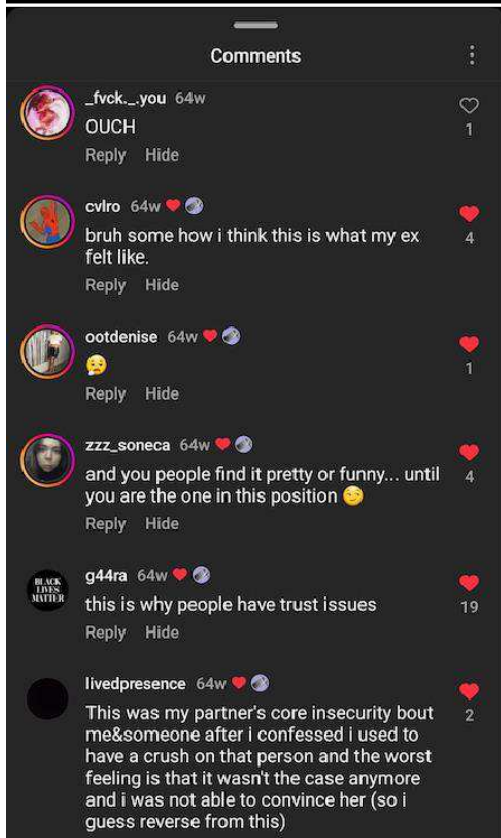 Comments
_fvck._.you 64w
OUCH
1
Reply Hide
cvlro 64w
bruh some how i think this is what my ex
felt like.
4
Reply Hide
ootdenise 64w
😥
1
Reply Hide
zzz_soneca 64w
and you people find it pretty or funny... until
you are the one in this position 😏
4
Reply Hide
BLACK
LIVES
MATTER
g44ra 64w
this is why people have trust issues
19
Reply Hide
livedpresence 64w
This was my partner's core insecurity bout
me&someone after i confessed i used to
have a crush on that person and the worst
feeling is that it wasn't the case anymore
and i was not able to convince her (so i
guess reverse from this)
2